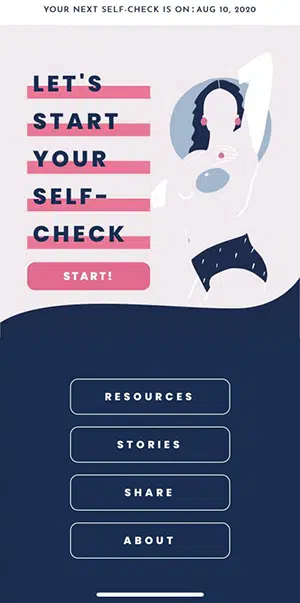 YOUR NEXT SELF-CHECK IS ON: AUG 10, 2020
LET'S
START
YOUR
SELF-
CHECK
START!
RESOURCES
STORIES
SHARE
ABOUT